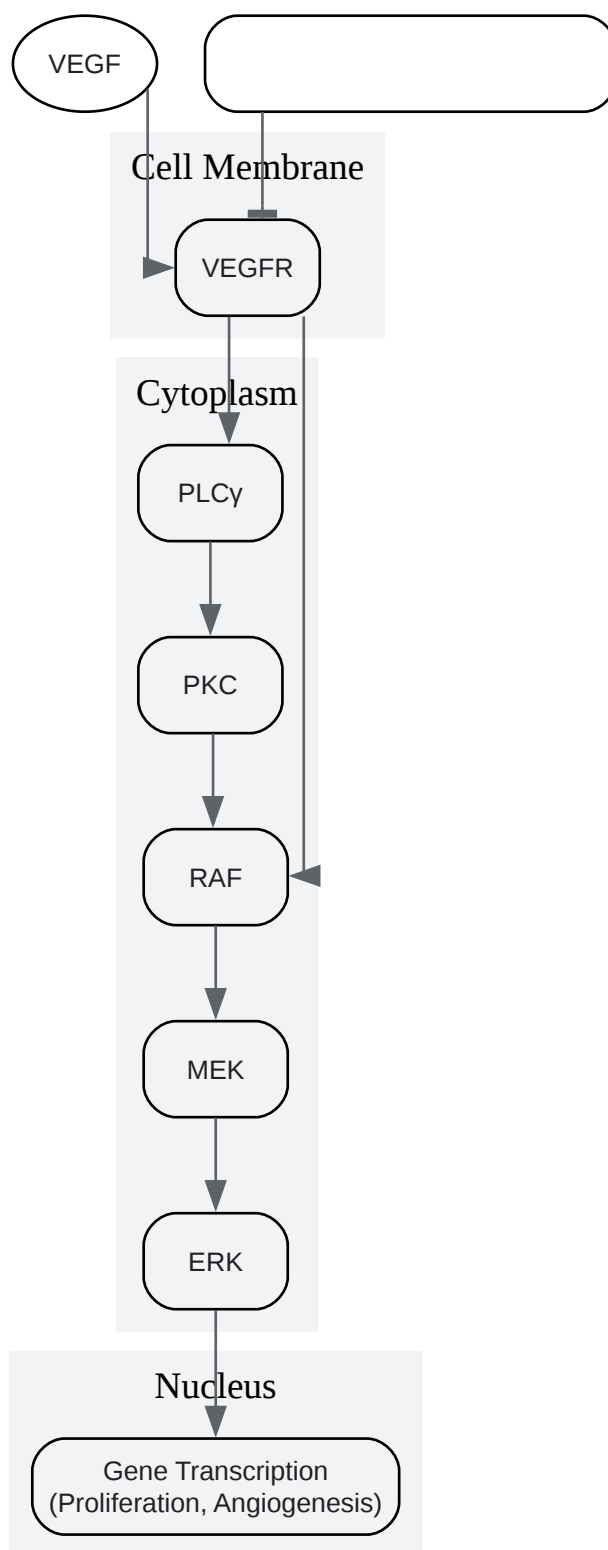 VEGF
Cell Membrane
VEGFR
Cytoplasm
PLCγ
PKC
RAF
MEK
ERK
Nucleus
Gene Transcription
(Proliferation, Angiogenesis)